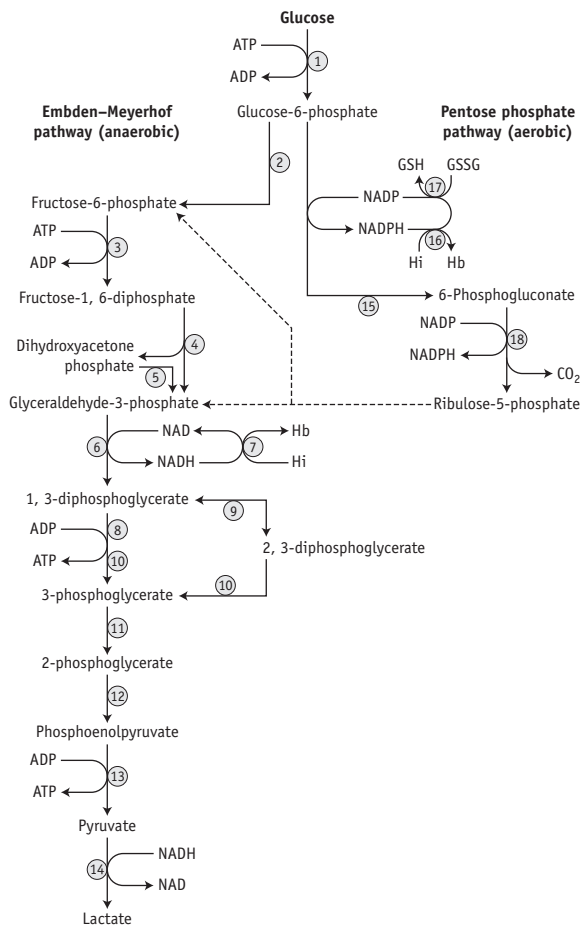 Glucose
ATP
1
ADP
Embden–Meyerhof
pathway (anaerobic)
Glucose-6-phosphate
Pentose phosphate
pathway (aerobic)
2
GSH
GSSG
17
Fructose-6-phosphate
NADP
ATP
3
ADP
NADPH
16
Hi
Hb
Fructose-1, 6-diphosphate
15
6-Phosphogluconate
NADP
18
NADPH
CO₂
Dihydroxyacetone
phosphate
4
5
Glyceraldehyde-3-phosphate
Ribulose-5-phosphate
6
NAD
Hb
7
NADH
Hi
1, 3-diphosphoglycerate
9
ADP
8
2, 3-diphosphoglycerate
ATP
10
3-phosphoglycerate
10
11
2-phosphoglycerate
12
Phosphoenolpyruvate
ADP
13
ATP
Pyruvate
NADH
14
NAD
Lactate